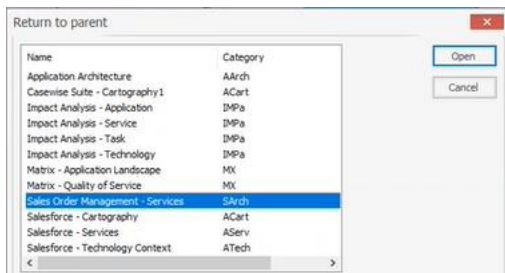 Return to parent
Name Category
Application Architecture AArch
Casewise Suite - Cartography1 ACart
Impact Analysis - Application IMPa
Impact Analysis - Service IMPa
Impact Analysis - Task IMPa
Impact Analysis - Technology IMPa
Matrix - Application Landscape MX
Matrix - Quality of Service MX
Sales Order Management - Services SArch
Salesforce - Cartography ACart
Salesforce - Services AServ
Salesforce - Technology Context ATech
Open
Cancel